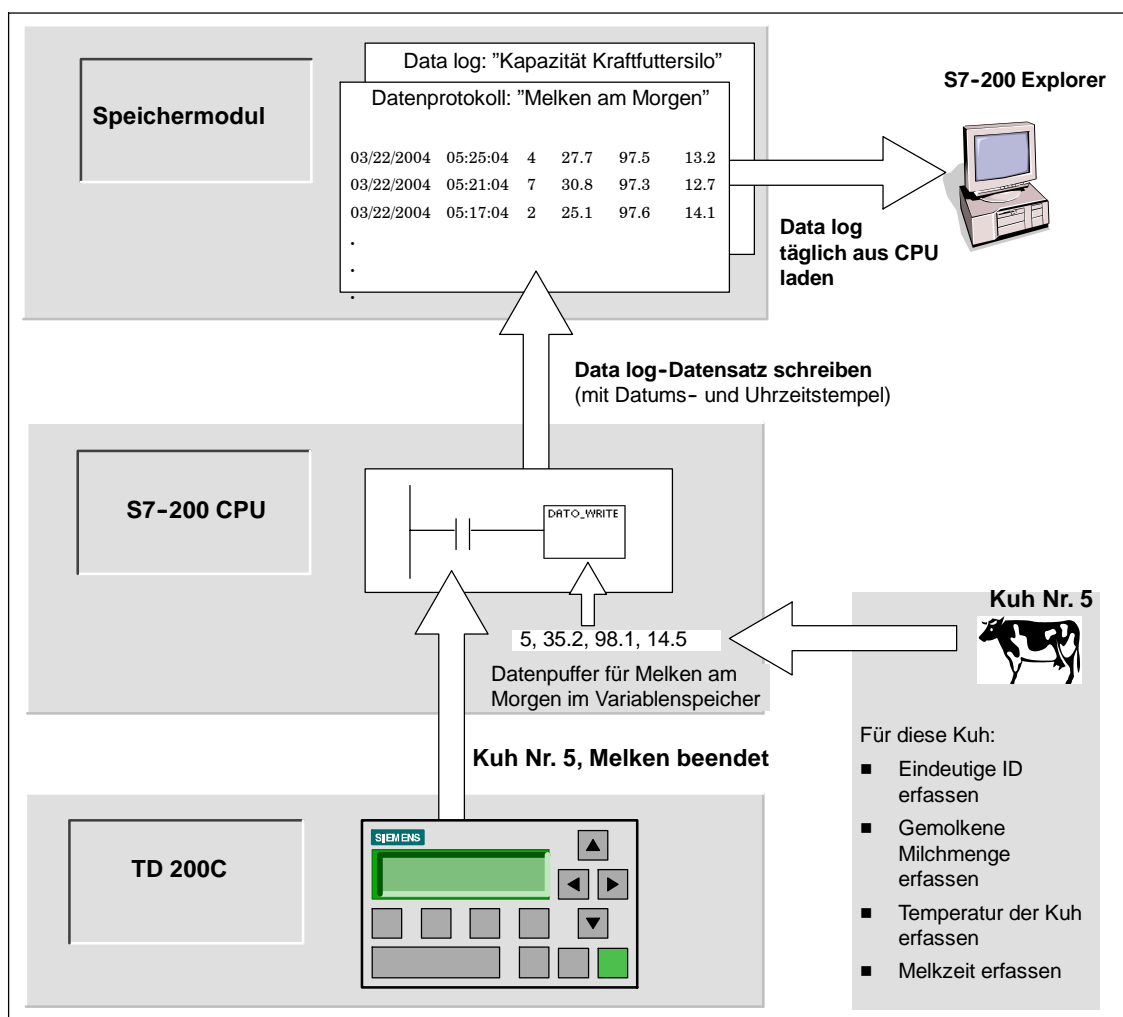 Data log: ”Kapazität Kraftfuttersilo”
Datenprotokoll: ”Melken am Morgen”
Speichermodul
03/22/2004 05:25:04 4 27.7 97.5 13.2
03/22/2004 05:21:04 7 30.8 97.3 12.7
03/22/2004 05:17:04 2 25.1 97.6 14.1
.
.
.
S7-200 Explorer
Data log
täglich aus CPU
laden
Data log-Datensatz schreiben
(mit Datums- und Uhrzeitstempel)
S7-200 CPU
DATO_WRITE
5, 35.2, 98.1, 14.5
Datenpuffer für Melken am
Morgen im Variablenspeicher
Kuh Nr. 5
Für diese Kuh:
■ Eindeutige ID
erfassen
■ Gemolkene
Milchmenge
erfassen
■ Temperatur der Kuh
erfassen
■ Melkzeit erfassen
Kuh Nr. 5, Melken beendet
TD 200C
SIEMENS